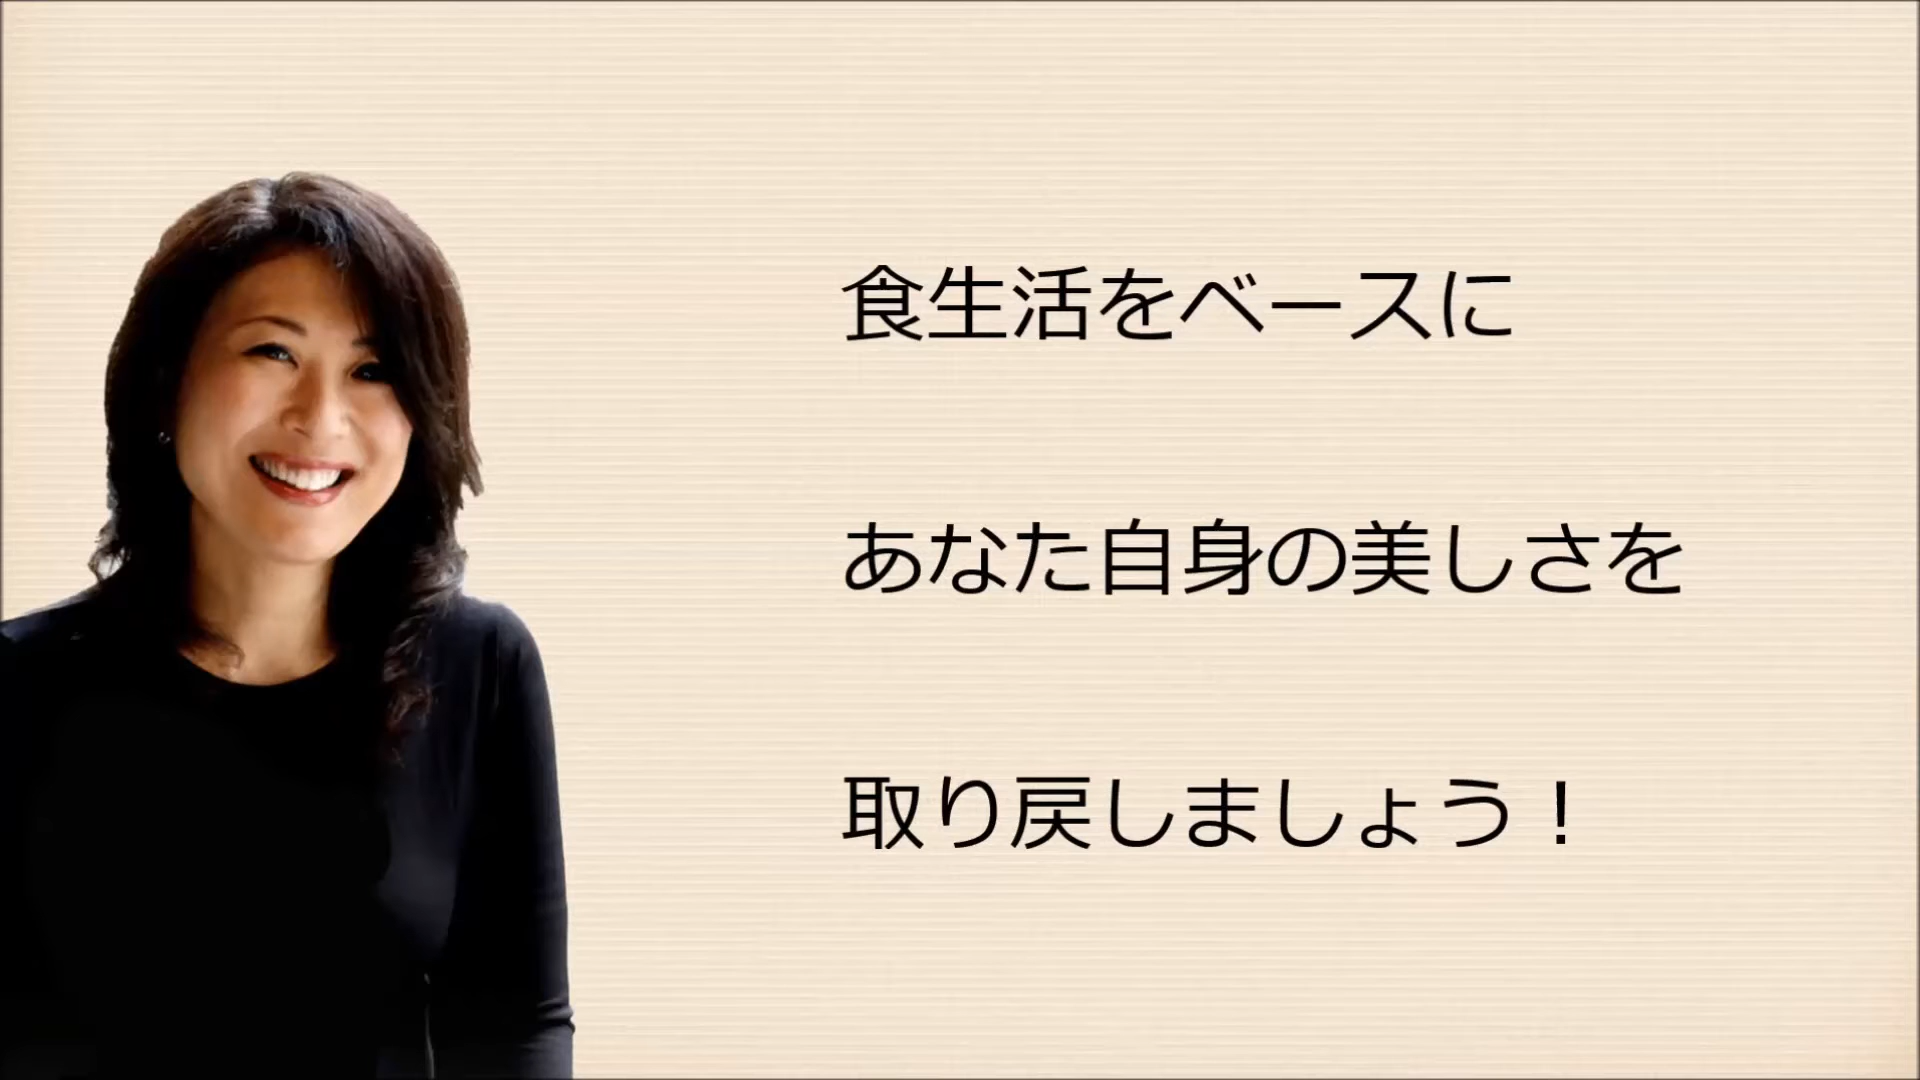 食生活をベースに
あなた自身の美しさを
取り戻しましょう！